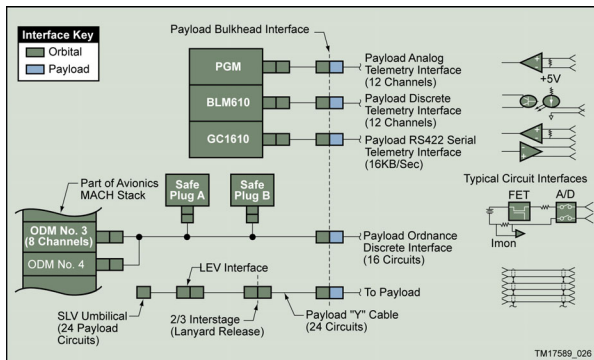 Interface Key
Orbital
Payload
Payload Bulkhead Interface
PGM
BLM610
GC1610
Payload Analog
Telemetry Interface
(12 Channels)
Payload Discrete
Telemetry Interface
(12 Channels)
Payload RS422 Serial
Telemetry Interface
(16KB/Sec)
+5V
Typical Circuit Interfaces
FET
A/D
Imon
Part of Avionics
MACH Stack
Safe
Plug A
Safe
Plug B
ODM No. 3
(8 Channels)
ODM No. 4
Payload Ordnance
Discrete Interface
(16 Circuits)
LEV Interface
To Payload
SLV Umbilical
(24 Payload
Circuits)
2/3 Interstage
(Lanyard Release)
Payload "Y" Cable
(24 Circuits)
TM17589_026